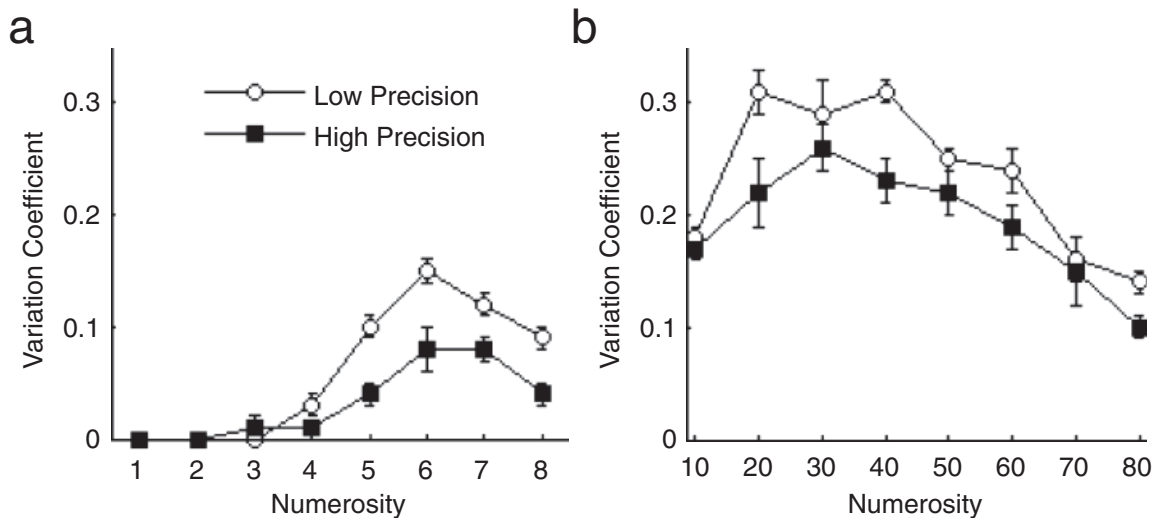 a
Variation Coefficient
0.3
0.2
0.1
0
Low Precision
High Precision
1 2 3 4 5 6 7 8
Numerosity
b
Variation Coefficient
0.3
0.2
0.1
0
10 20 30 40 50 60 70 80
Numerosity